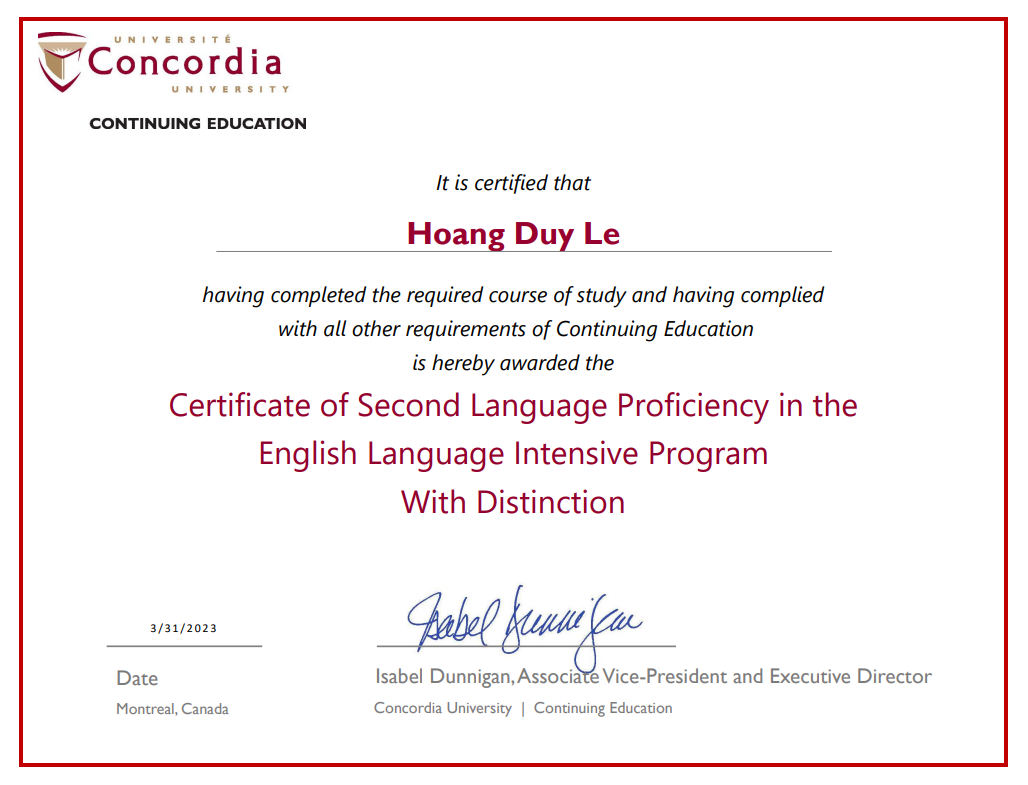 UNIVERSITÉ
Concordia
UNIVERSITY
CONTINUING EDUCATION
It is certified that
Hoang Duy Le
having completed the required course of study and having complied
with all other requirements of Continuing Education
is hereby awarded the
Certificate of Second Language Proficiency in the
English Language Intensive Program
With Distinction
3/31/2023
Isabel Dunnigan
Date
Isabel Dunnigan, Associate Vice-President and Executive Director
Montreal, Canada
Concordia University | Continuing Education